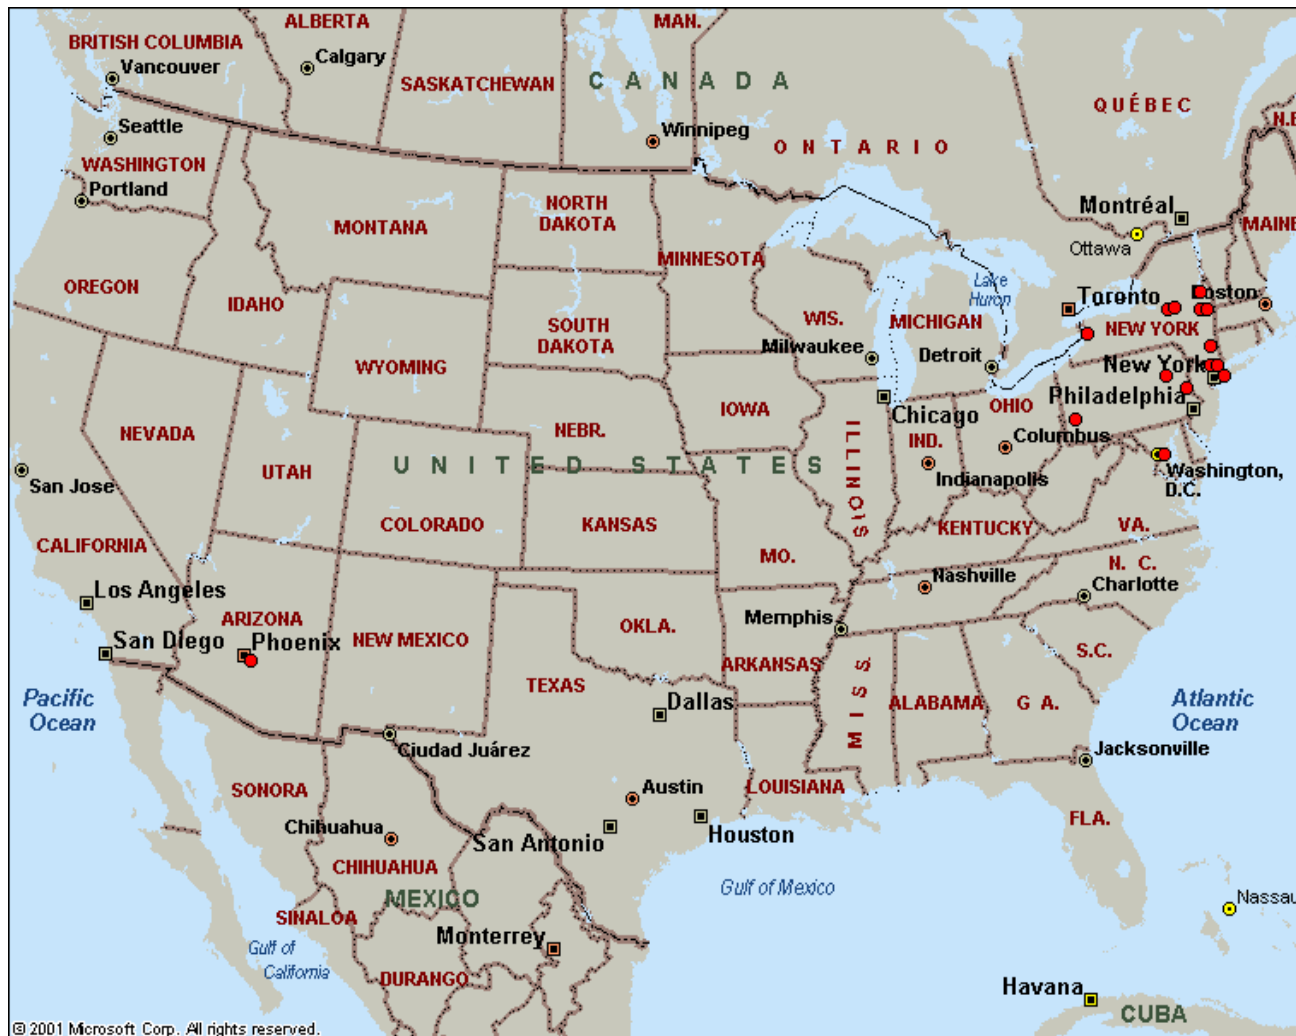 ALBERTA
MAN.
BRITISH COLUMBIA
Calgary
Vancouver
SASKATCHEWAN
CANADA
QUÉBEC
N.B
Seattle
Winnipeg
ONTARIO
WASHINGTON
Portland
MONTANA
NORTH
DAKOTA
Montréal
MAINE
Ottawa
MINNESOTA
OREGON
IDAHO
Lake
Huron
Toronto
Boston
SOUTH
DAKOTA
WIS.
MICHIGAN
NEW YORK
WYOMING
Milwaukee
Detroit
New York
IOWA
OHIO
Philadelphia
Chicago
NEVADA
NEBR.
ILLINOIS
IND.
Columbus
UTAH
UNITED STATES
San Jose
Indianapolis
Washington,
D.C.
COLORADO
KANSAS
KENTUCKY
VA.
CALIFORNIA
MO.
N. C.
Los Angeles
Nashville
Charlotte
ARIZONA
Memphis
San Diego
Phoenix
NEW MEXICO
OKLA.
ARKANSAS
S.C.
TEXAS
MISS.
Pacific
Ocean
Dallas
ALABAMA
G A.
Atlantic
Ocean
Ciudad Juárez
Jacksonville
SONORA
Austin
LOUISIANA
FLA.
Chihuahua
San Antonio
Houston
CHIHUAHUA
MEXICO
Gulf of Mexico
Nassau
SINALOA
Monterrey
Gulf of
California
DURANGO
Havana
CUBA
© 2001 Microsoft Corp. All rights reserved.